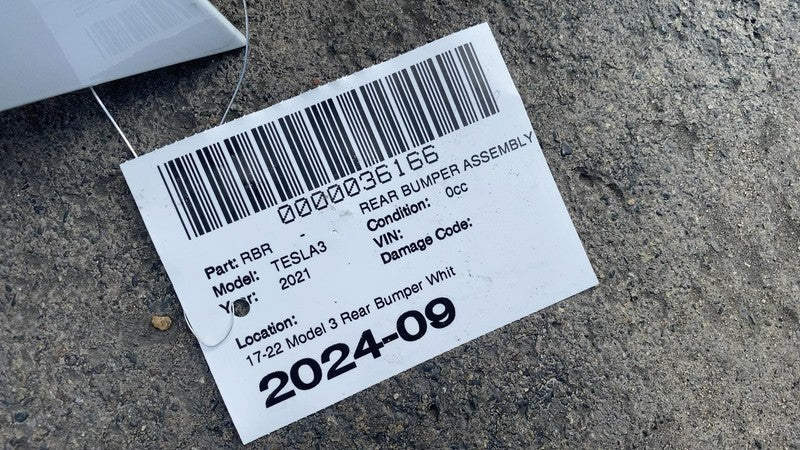 0000036166
Part: RBR - REAR BUMPER ASSEMBLY
Model: TESLA3 Condition: 0cc
Year: 2021 VIN:
Damage Code:
Location:
17-22 Model 3 Rear Bumper Whit
2024-09